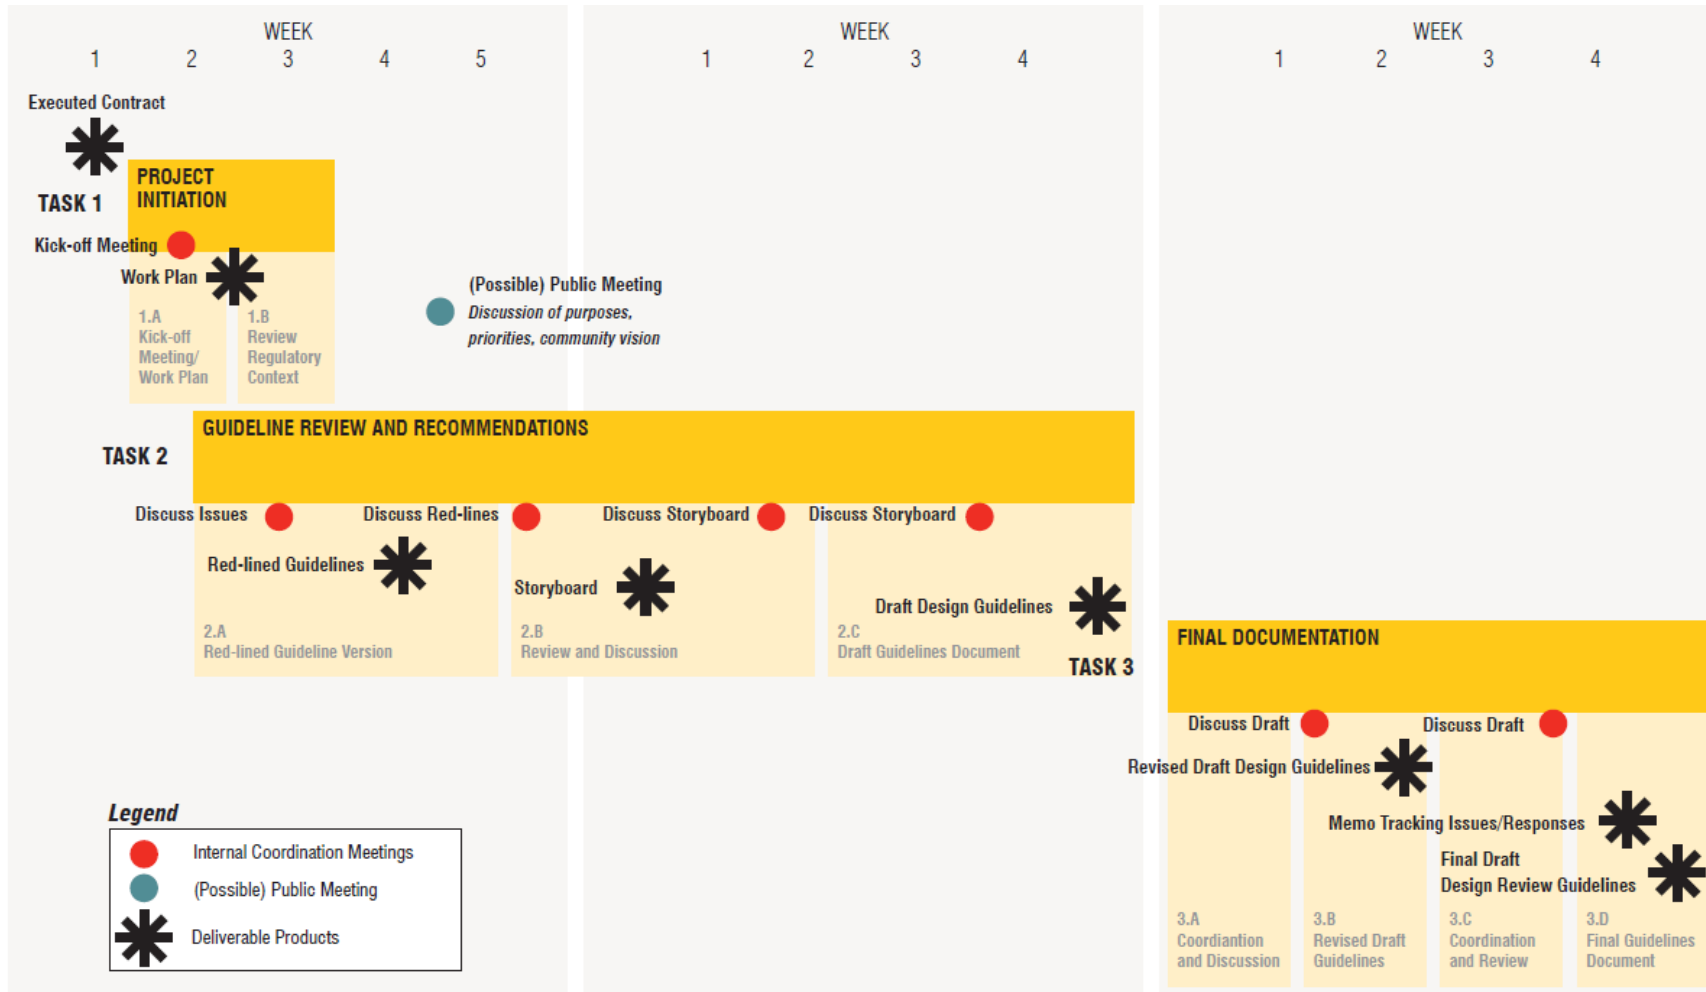 WEEK
1 2 3 4 5
WEEK
1 2 3 4
WEEK
1 2 3 4
Executed Contract
TASK 1
PROJECT
INITIATION
Kick-off Meeting
Work Plan
1.A
Kick-off
Meeting/
Work Plan
1.B
Review
Regulatory
Context
(Possible) Public Meeting
Discussion of purposes,
priorities, community vision
TASK 2
GUIDELINE REVIEW AND RECOMMENDATIONS
Discuss Issues
Discuss Red-lines
Discuss Storyboard
Discuss Storyboard
Red-lined Guidelines
Storyboard
Draft Design Guidelines
2.A
Red-lined Guideline Version
2.B
Review and Discussion
2.C
Draft Guidelines Document
TASK 3
FINAL DOCUMENTATION
Discuss Draft
Discuss Draft
Revised Draft Design Guidelines
Memo Tracking Issues/Responses
Final Draft
Design Review Guidelines
3.A
Coordiantion
and Discussion
3.B
Revised Draft
Guidelines
3.C
Coordination
and Review
3.D
Final Guidelines
Document
Legend
Internal Coordination Meetings
(Possible) Public Meeting
Deliverable Products